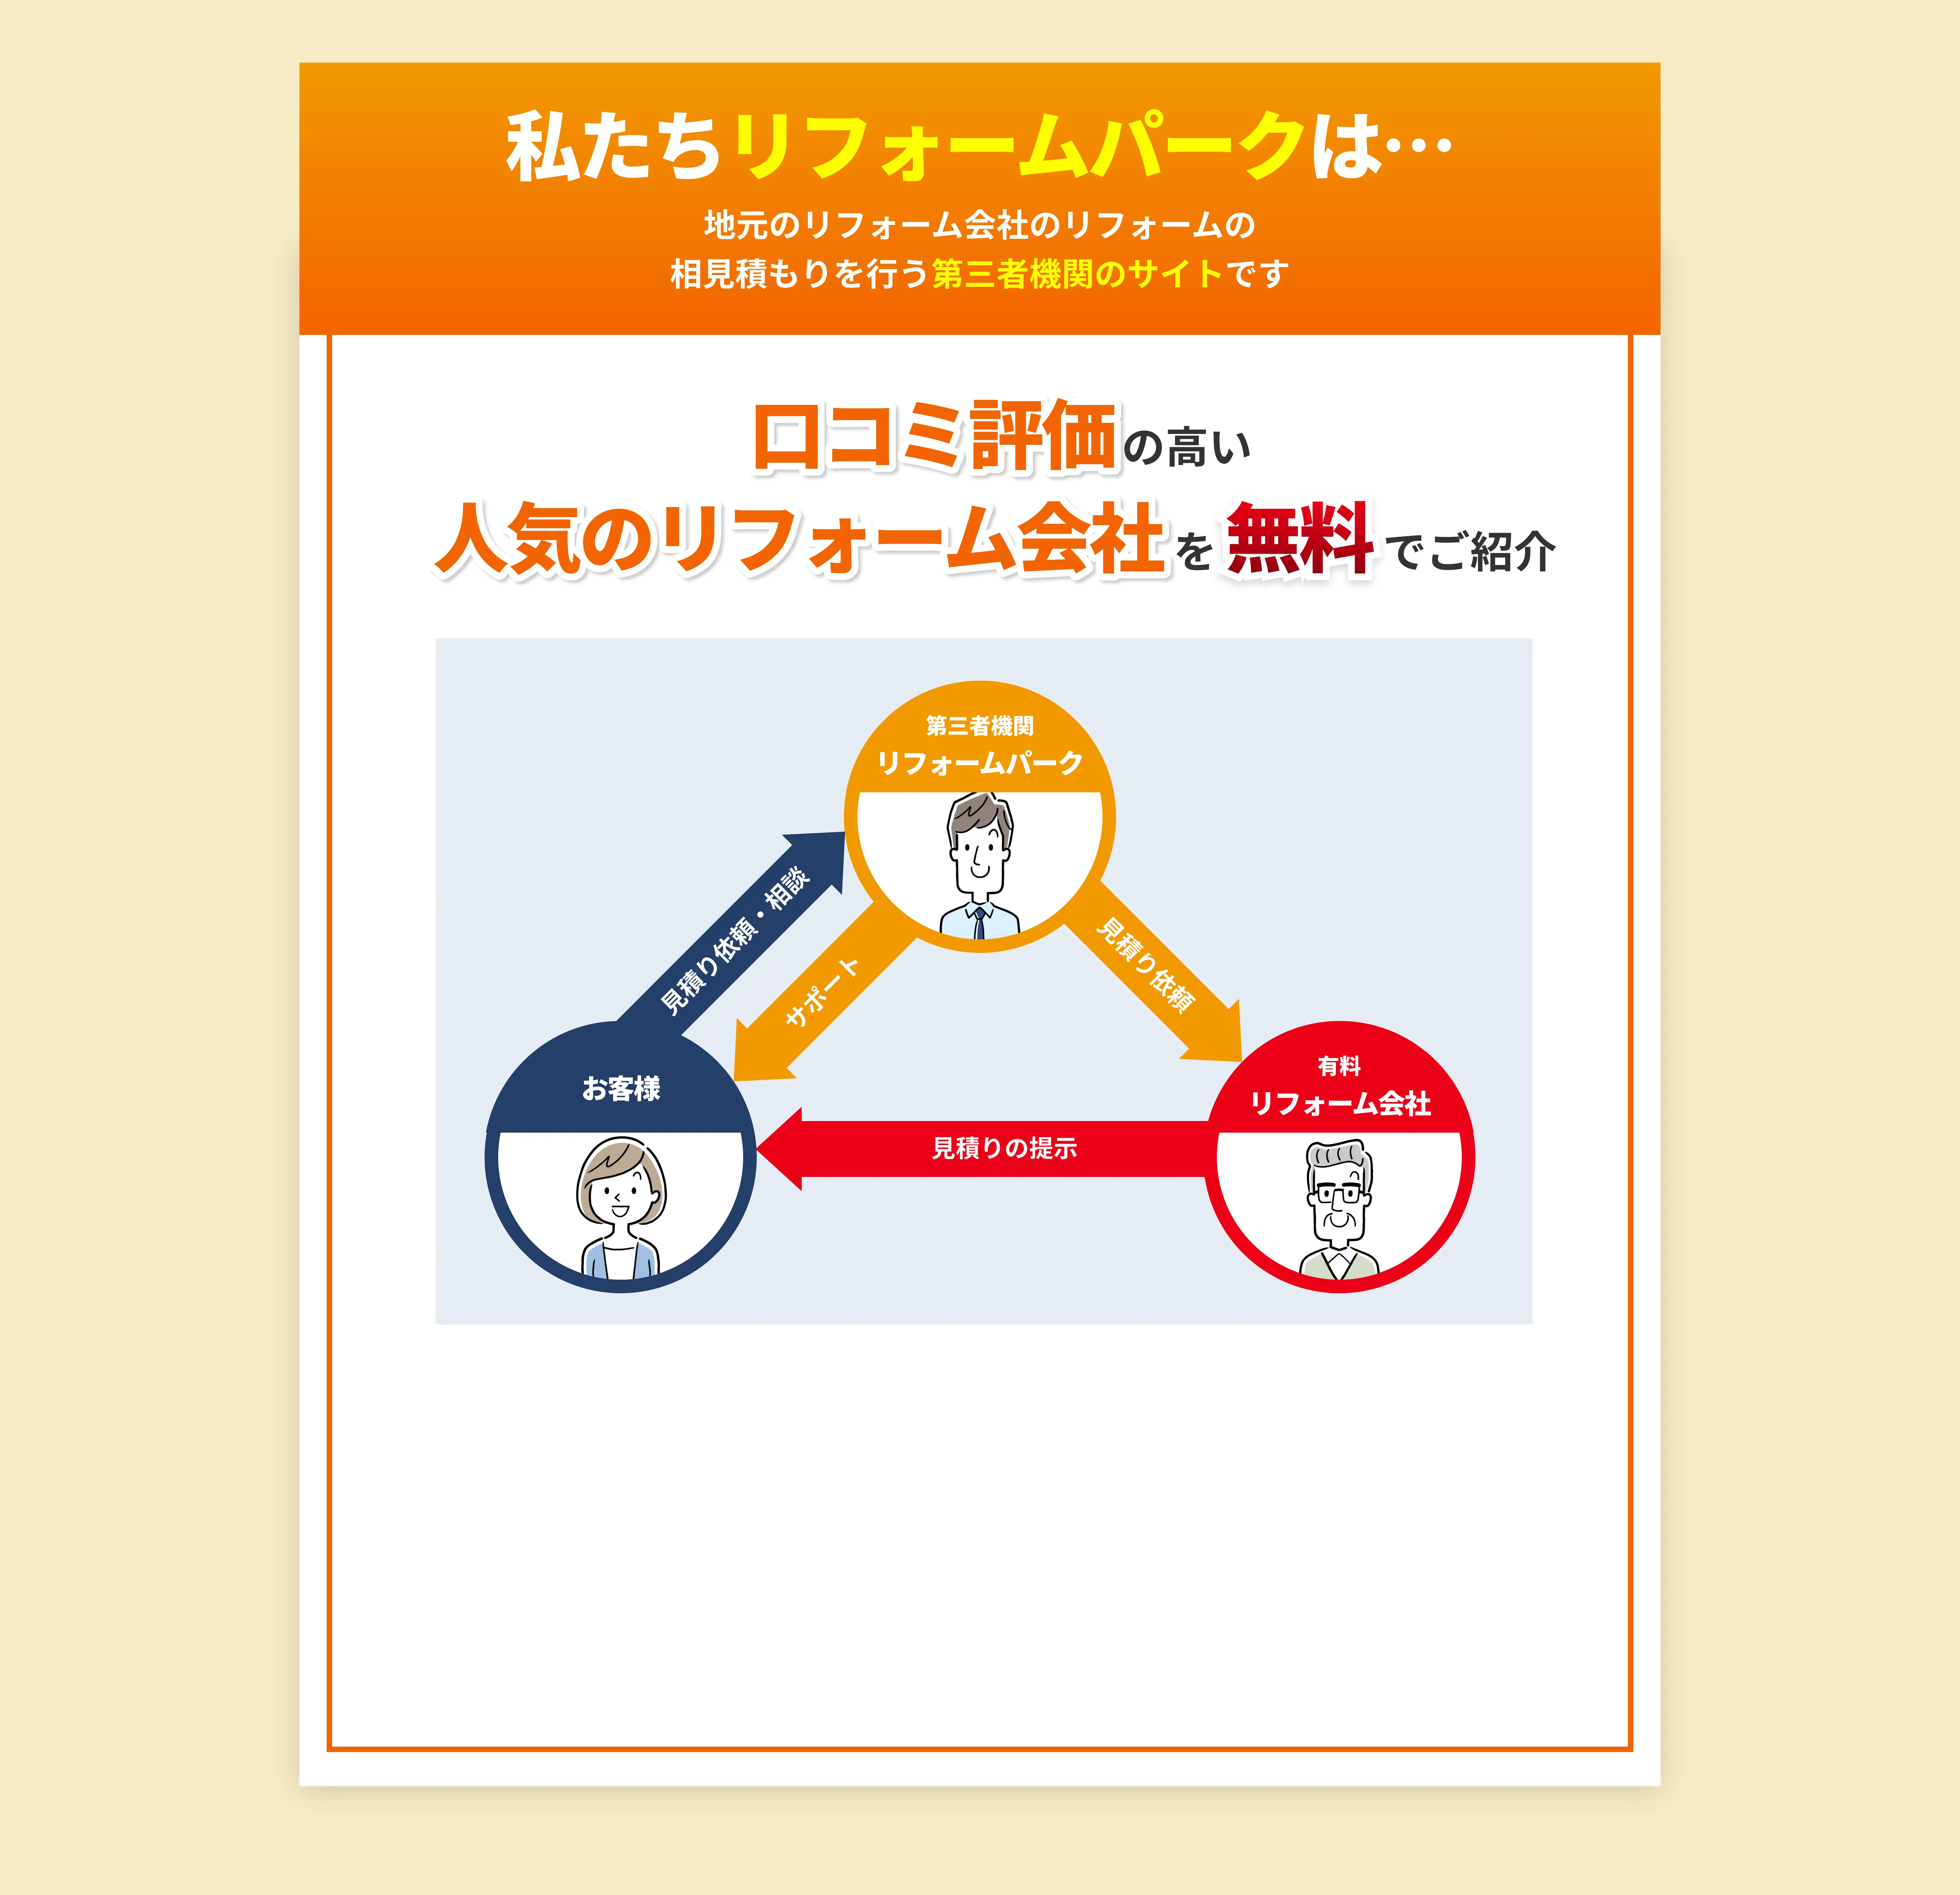 私たちリフォームパークは…
地元のリフォーム会社のリフォームの
相見積もりを行う第三者機関のサイトです
口コミ評価の高い
人気のリフォーム会社を無料でご紹介
第三者機関
リフォームパーク
見積り依頼・相談
サポート
見積り依頼
お客様
有料
リフォーム会社
見積りの提示